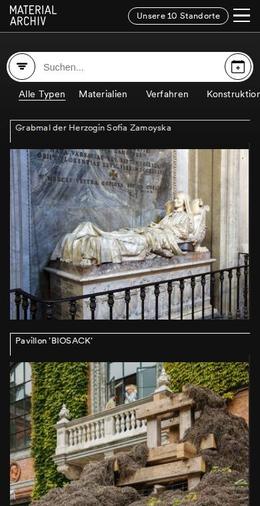 MATERIAL
ARCHIV
Unsere 10 Standorte
Suchen...
Alle Typen
Materialien
Verfahren
Konstruktion
Grabmal der Herzogin Sofia Zamoyska
Pavillon 'BIOSACK'